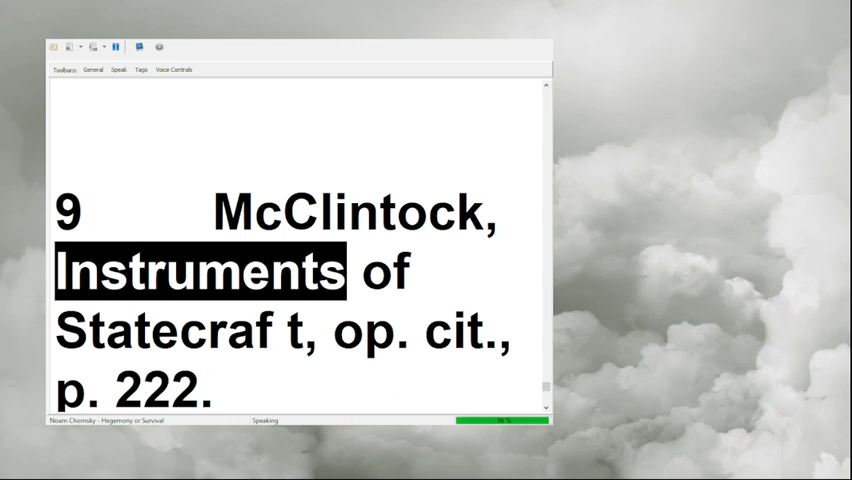 Toolbars: General Speak Tags Voice Controls
9 McClintock,
Instruments of
Statecraf t, op. cit.,
p. 222.
Noam Chomsky - Hegemony or Survival Speaking 96 %